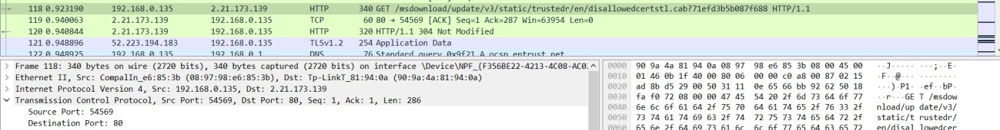 118 0.923190 192.168.0.135 2.21.173.139 HTTP 340 GET /msdownload/update/v3/static/trustedr/en/disallowedcertstl.cab?71efd3b5b087f688 HTTP/1.1
119 0.940063 2.21.173.139 192.168.0.135 TCP 60 80 → 54569 [ACK] Seq=1 Ack=287 Win=63954 Len=0
120 0.940844 2.21.173.139 192.168.0.135 HTTP 320 HTTP/1.1 304 Not Modified
121 0.948896 52.223.194.183 192.168.0.135 TLSv1.2 254 Application Data
122 0.948925 192.168.0.135 192.168.0.1 DNS 76 Standard query 0x9f21 A ocsp.entrust.net
Frame 118: 340 bytes on wire (2720 bits), 340 bytes captured (2720 bits) on interface \Device\NPF_{F356BE22-4213-4C08-AC0
Ethernet II, Src: CompalIn_e6:85:3b (08:97:98:e6:85:3b), Dst: Tp-LinkT_81:94:0a (90:9a:4a:81:94:0a)
Internet Protocol Version 4, Src: 192.168.0.135, Dst: 2.21.173.139
Transmission Control Protocol, Src Port: 54569, Dst Port: 80, Seq: 1, Ack: 1, Len: 286
Source Port: 54569
Destination Port: 80
0000 90 9a 4a 81 94 0a 08 97 98 e6 85 3b 08 00 45 00 ··J····· ···;··E·
0010 01 46 0b 1f 40 00 80 06 00 00 c0 a8 00 87 02 15 ·F··@··· ········
0020 ad 8b d5 29 00 50 31 11 0e 65 66 bb 92 62 50 18 ···)·P1· ·ef··bP·
0030 fa f0 72 08 00 00 47 45 54 20 2f 6d 73 64 6f 77 ··r···GE T /msdow
0040 6e 6c 6f 61 64 2f 75 70 64 61 74 65 2f 76 33 2f nload/up date/v3/
0050 73 74 61 74 69 63 2f 74 72 75 73 74 65 64 72 2f static/t rustedr/
0060 65 6e 2f 64 69 73 61 6c 6c 6f 77 65 64 63 65 72 en/disal lowedcer